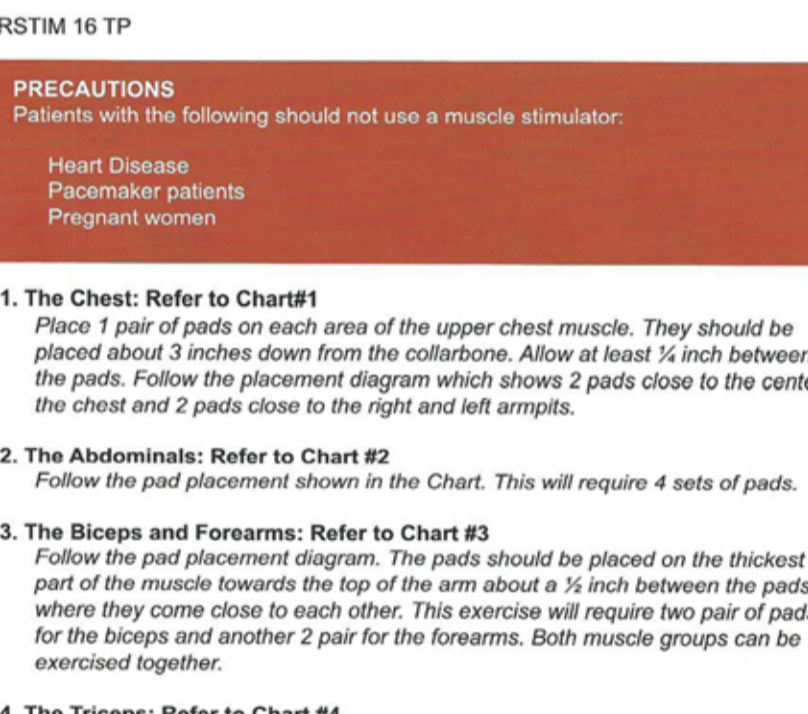 RSTIM 16 TP
PRECAUTIONS
Patients with the following should not use a muscle stimulator:
Heart Disease
Pacemaker patients
Pregnant women
1. The Chest: Refer to Chart#1
Place 1 pair of pads on each area of the upper chest muscle. They should be
placed about 3 inches down from the collarbone. Allow at least ¼ inch between
the pads. Follow the placement diagram which shows 2 pads close to the cente
the chest and 2 pads close to the right and left armpits.
2. The Abdominals: Refer to Chart #2
Follow the pad placement shown in the Chart. This will require 4 sets of pads.
3. The Biceps and Forearms: Refer to Chart #3
Follow the pad placement diagram. The pads should be placed on the thickest
part of the muscle towards the top of the arm about a ½ inch between the pads
where they come close to each other. This exercise will require two pair of pad
for the biceps and another 2 pair for the forearms. Both muscle groups can be
exercised together.
4. The Triceps: Refer to Chart #4